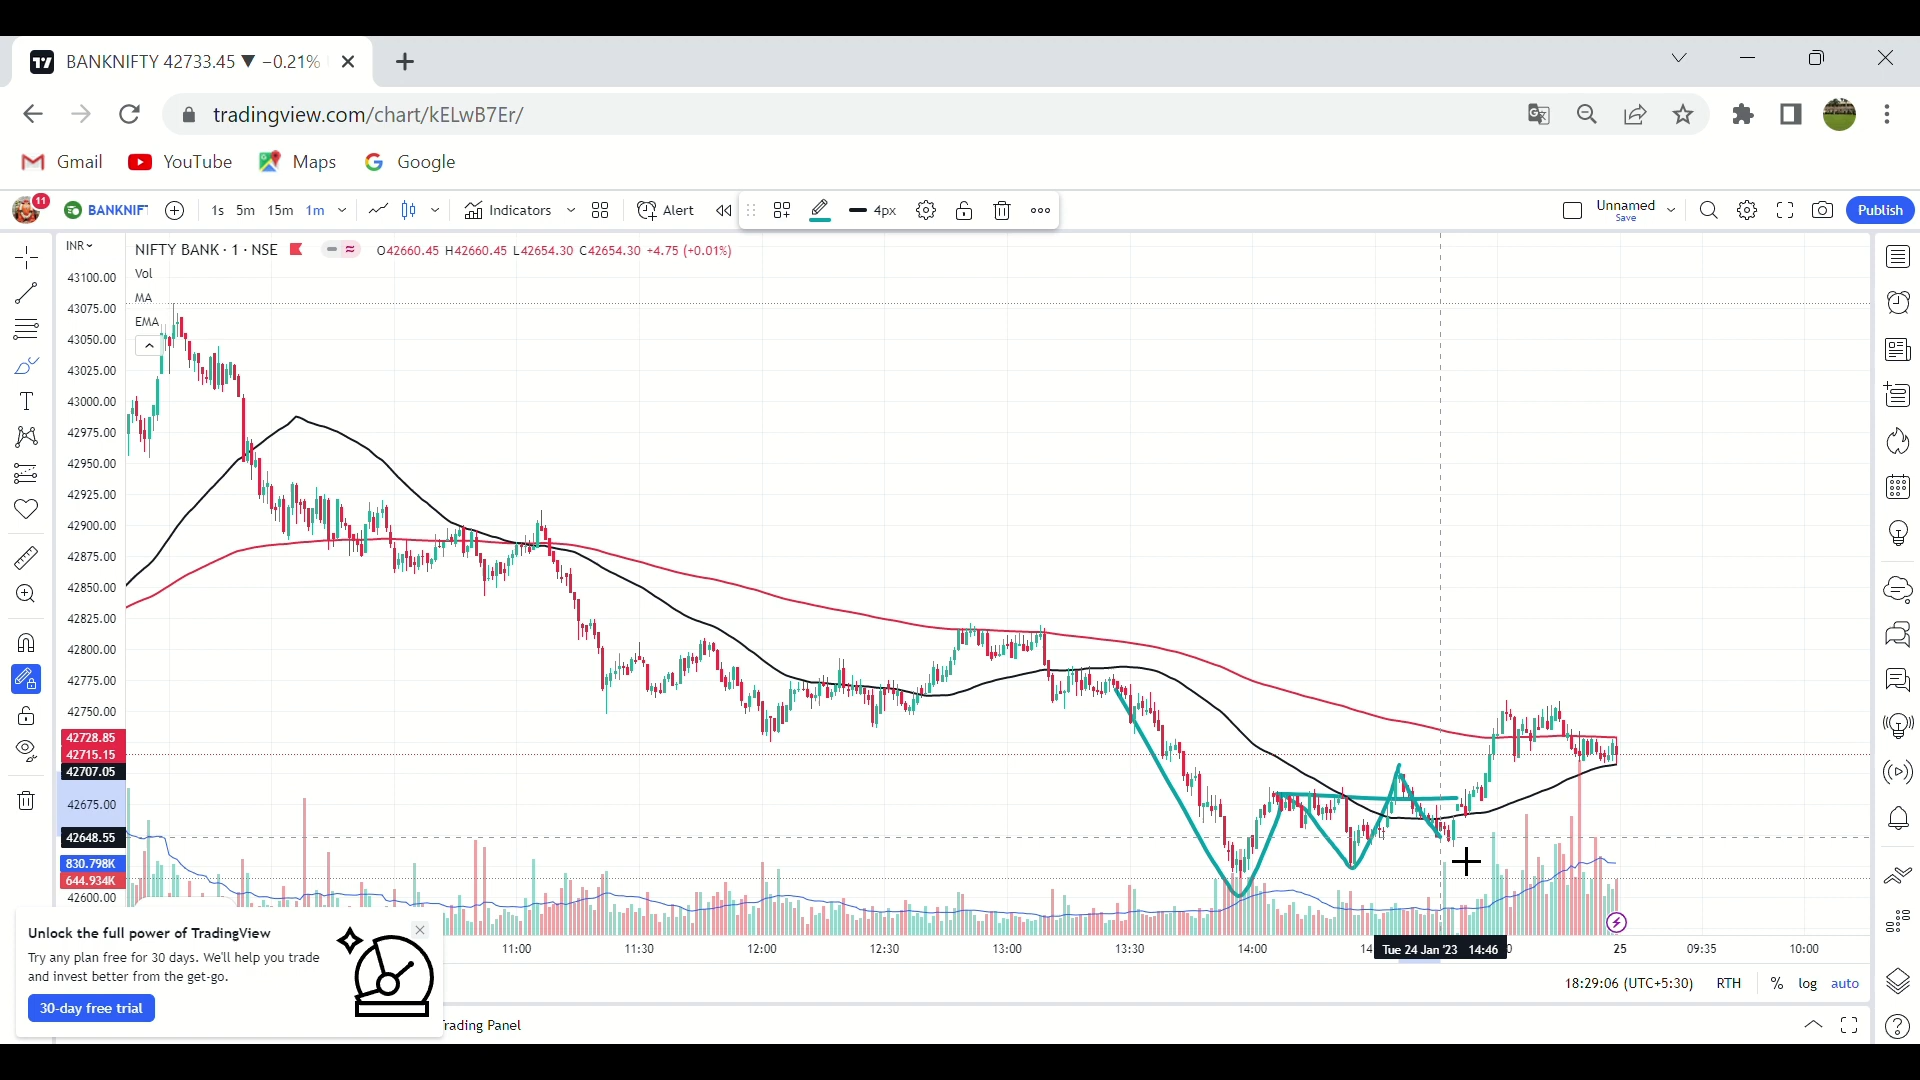 BANKNIFTY 42733.45 ▼ −0.21%
tradingview.com/chart/kELwB7Er/
Gmail YouTube Maps Google
11 BANKNIF 1s 5m 15m 1m Indicators Alert 4px Unnamed Save Publish
INR NIFTY BANK · 1 · NSE O42660.45 H42660.45 L42654.30 C42654.30 +4.75 (+0.01%)
Vol
MA
EMA
43100.00
43075.00
43050.00
43025.00
43000.00
42975.00
42950.00
42925.00
42900.00
42875.00
42850.00
42825.00
42800.00
42775.00
42750.00
42728.85
42715.15
42707.05
42675.00
42648.55
830.798K
644.934K
42600.00
11:00 11:30 12:00 12:30 13:00 13:30 14:00 Tue 24 Jan '23 14:46 25 09:35 10:00
Unlock the full power of TradingView
Try any plan free for 30 days. We'll help you trade
and invest better from the get-go.
30-day free trial
18:29:06 (UTC+5:30) RTH % log auto
rading Panel